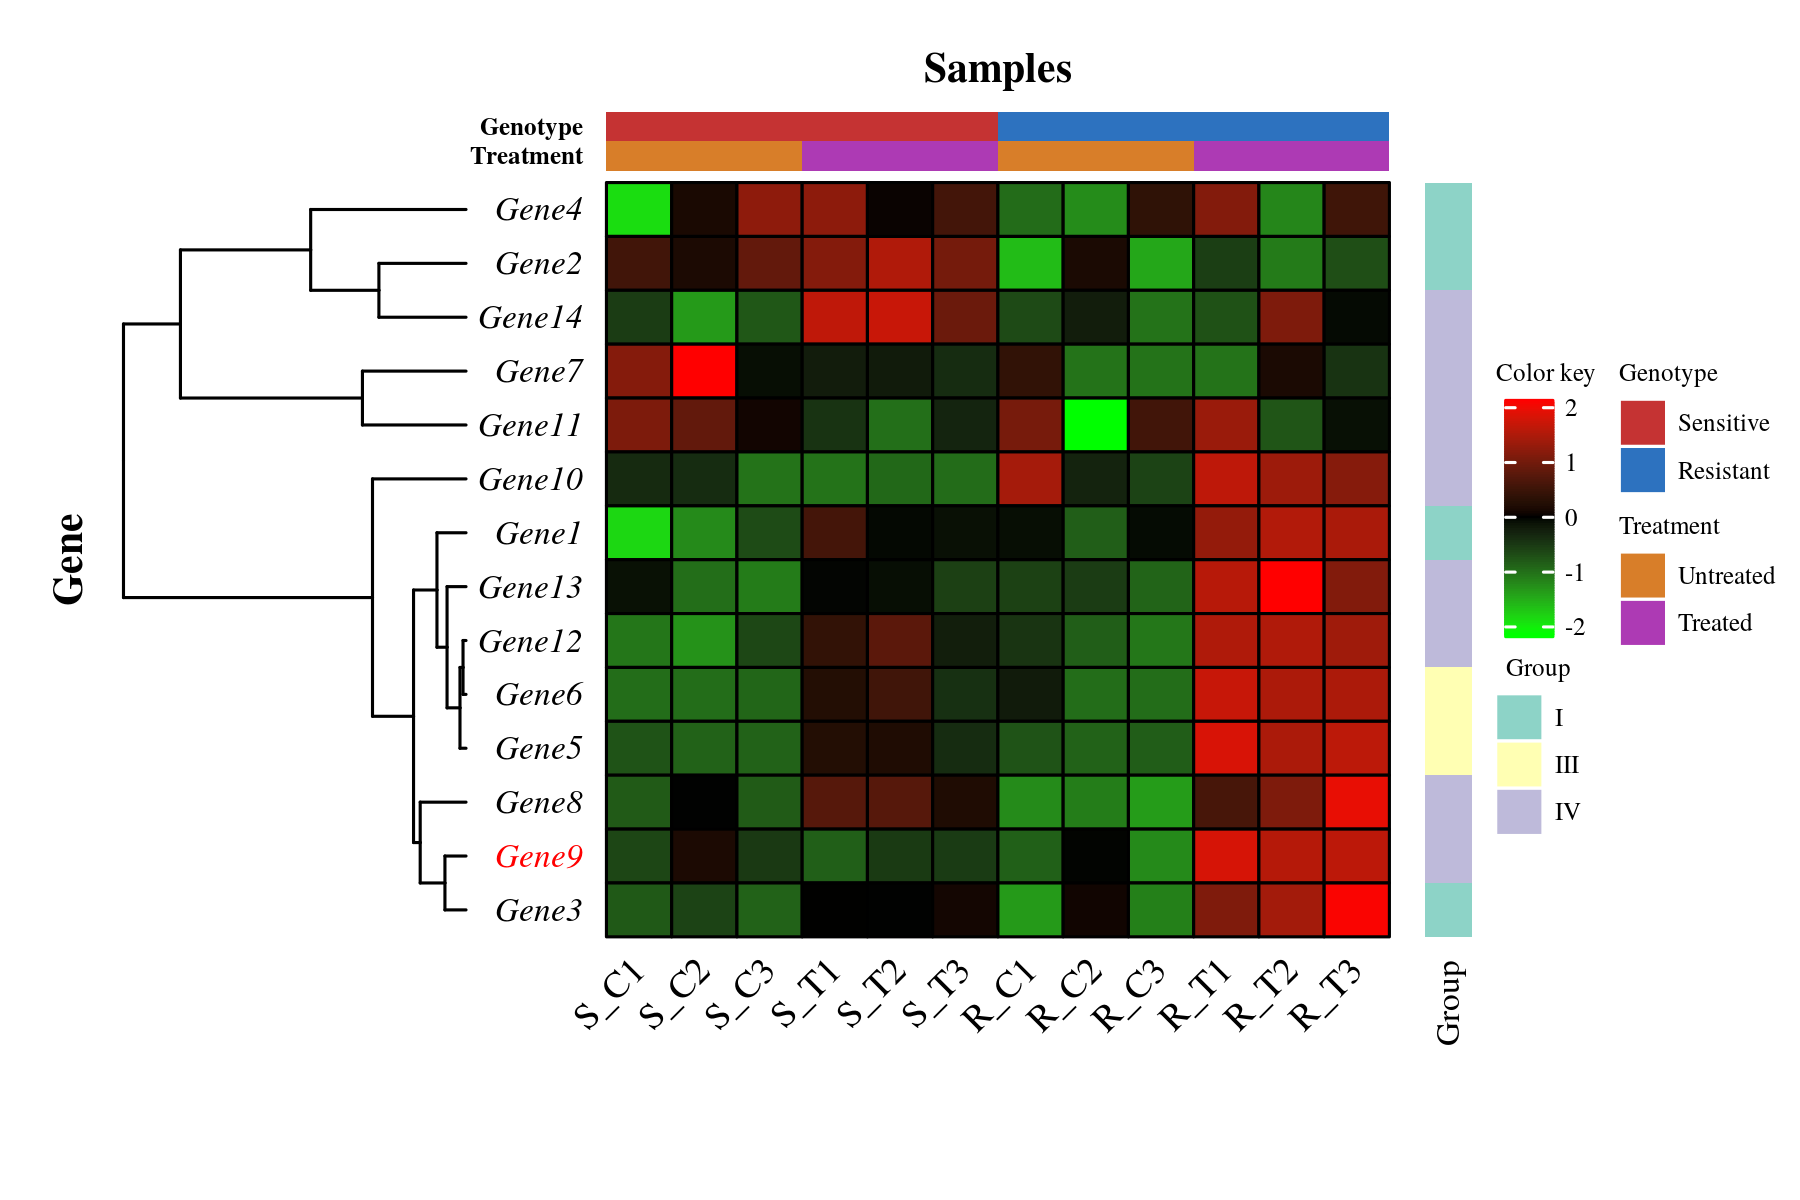 Samples
Genotype
Treatment
Gene
Gene4
Gene2
Gene14
Gene7
Gene11
Gene10
Gene1
Gene13
Gene12
Gene6
Gene5
Gene8
Gene9
Gene3
S_C1 S_C2 S_C3 S_T1 S_T2 S_T3 R_C1 R_C2 R_C3 R_T1 R_T2 R_T3
Group
Color key
2
1
0
-1
-2
Genotype
Sensitive
Resistant
Treatment
Untreated
Treated
Group
I
III
IV